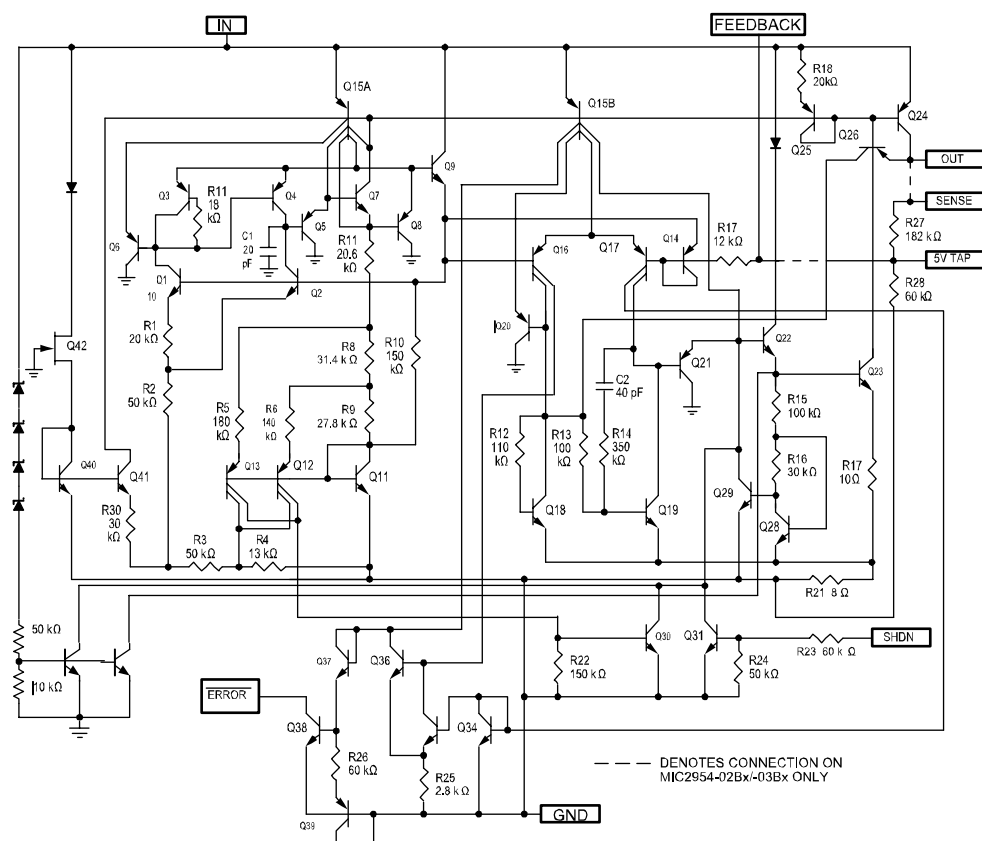 IN
FEEDBACK
R18
20kΩ
Q15A
Q15B
Q24
Q25
Q26
Q9
OUT
Q3
R11
18
kΩ
Q4
Q7
SENSE
R27
182 kΩ
Q6
C1
20
pF
Q5
Q8
R11
20.6
kΩ
Q16
Q17
Q14
R17
12 kΩ
5V TAP
Q1
10
Q2
R28
60 kΩ
Q42
R1
20 kΩ
R8
31.4 kΩ
R10
150
kΩ
Q20
Q21
Q22
R2
50 kΩ
C2
40 pF
Q23
R5
180
kΩ
R6
140
kΩ
R9
27.8 kΩ
R15
100 kΩ
R12
110
kΩ
R13
100
kΩ
R14
350
kΩ
R16
30 kΩ
R17
10Ω
Q40
Q41
Q13
Q12
Q11
Q29
R30
30
kΩ
Q18
Q19
Q28
R3
50 kΩ
R4
13 kΩ
R21 8 Ω
50 kΩ
Q37
Q36
Q30
Q31
SHDN
R23 60 k Ω
10 kΩ
R22
150 kΩ
R24
50 kΩ
ERROR
Q38
Q34
R26
60 kΩ
R25
2.8 k Ω
DENOTES CONNECTION ON
MIC2954-02Bx/-03Bx ONLY
Q39
GND